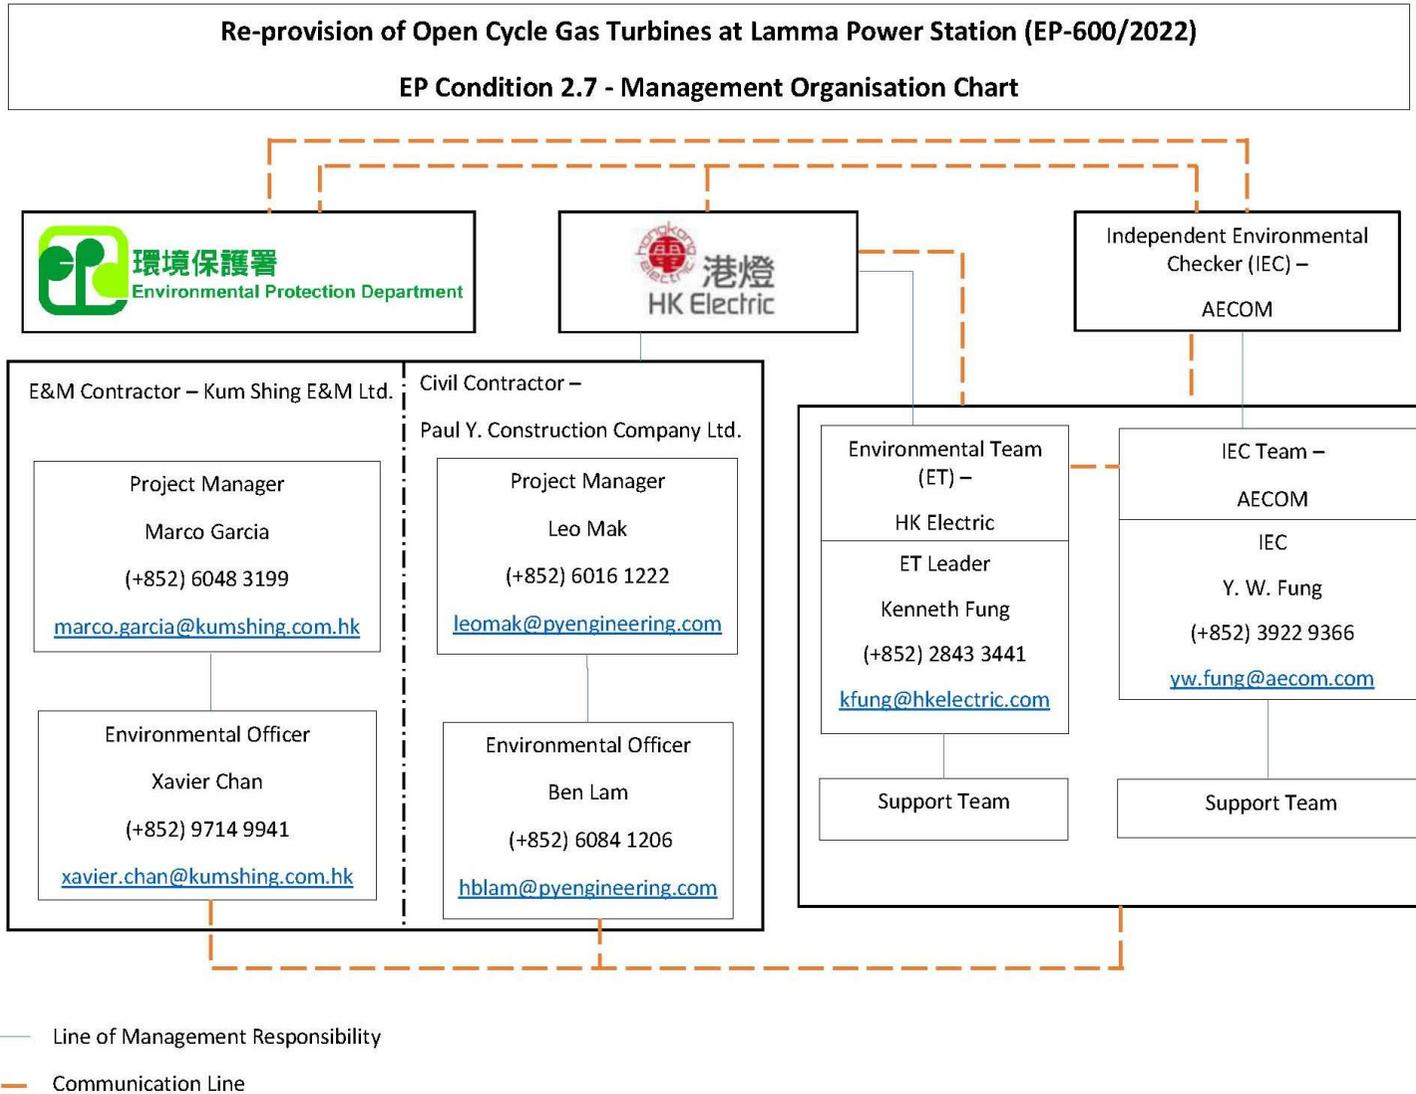 Re-provision of Open Cycle Gas Turbines at Lamma Power Station (EP-600/2022)
EP Condition 2.7 - Management Organisation Chart
環境保護署
Environmental Protection Department
hongkong
電
electric
港燈
HK Electric
Independent Environmental
Checker (IEC) –
AECOM
E&M Contractor – Kum Shing E&M Ltd.
Project Manager
Marco Garcia
(+852) 6048 3199
marco.garcia@kumshing.com.hk
Environmental Officer
Xavier Chan
(+852) 9714 9941
xavier.chan@kumshing.com.hk
Civil Contractor –
Paul Y. Construction Company Ltd.
Project Manager
Leo Mak
(+852) 6016 1222
leomak@pyengineering.com
Environmental Officer
Ben Lam
(+852) 6084 1206
hblam@pyengineering.com
Environmental Team
(ET) –
HK Electric
ET Leader
Kenneth Fung
(+852) 2843 3441
kfung@hkelectric.com
Support Team
IEC Team –
AECOM
IEC
Y. W. Fung
(+852) 3922 9366
yw.fung@aecom.com
Support Team
Line of Management Responsibility
Communication Line